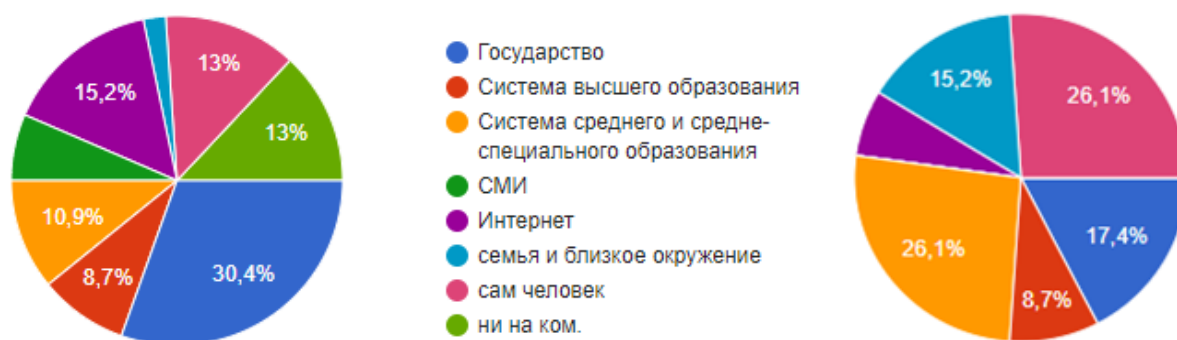 15,2%
13%
13%
10,9%
8,7%
30,4%
Государство
Система высшего образования
Система среднего и средне-
специального образования
СМИ
Интернет
семья и близкое окружение
сам человек
ни на ком.
15,2%
26,1%
26,1%
17,4%
8,7%